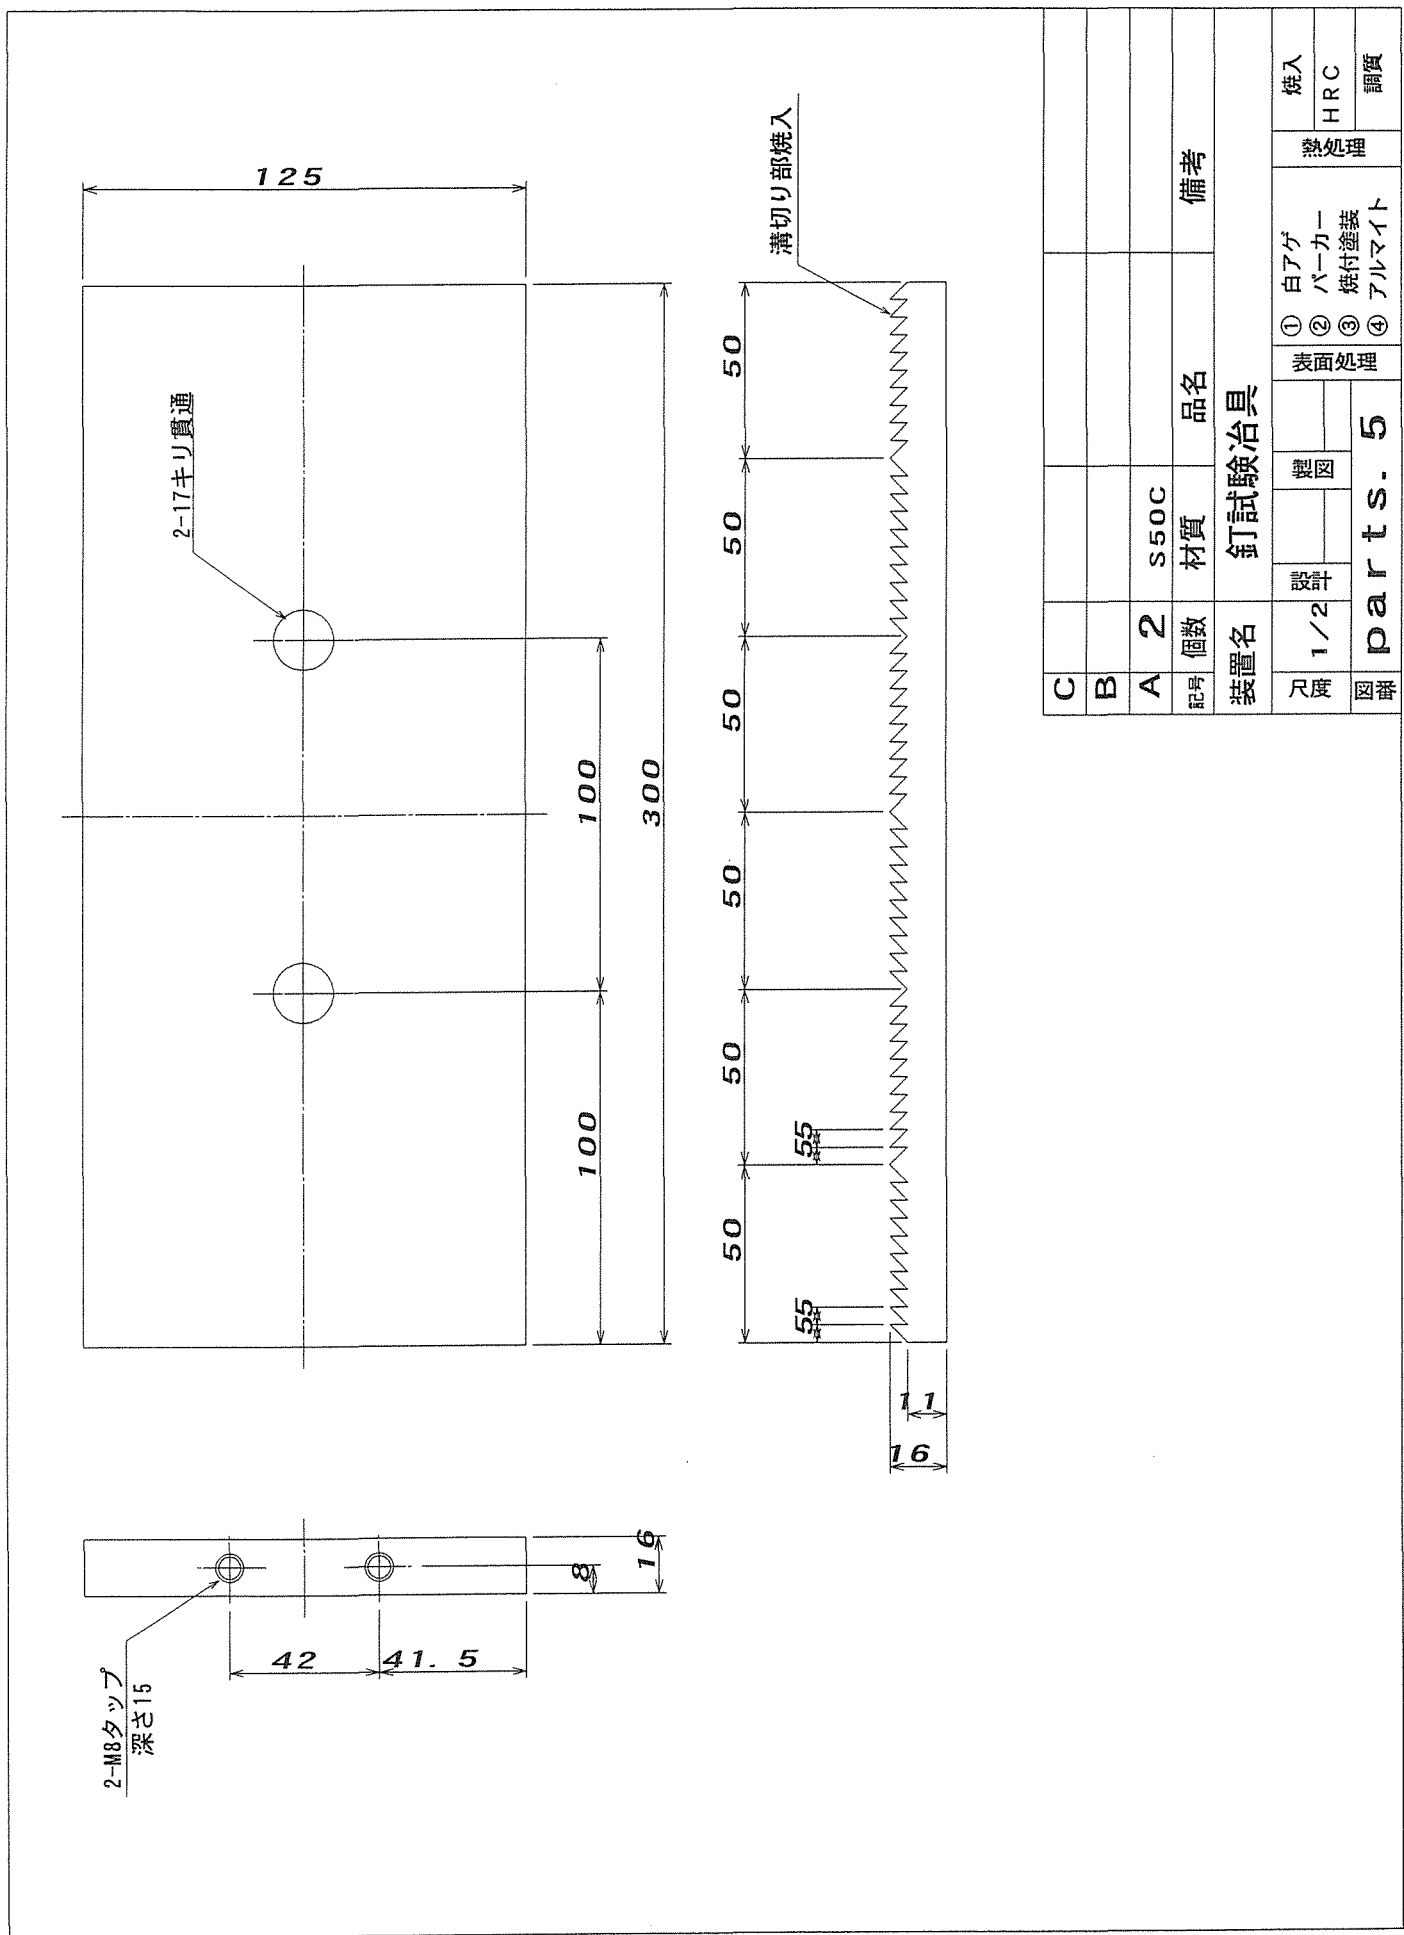 2-M8タップ
深さ15
42
41.5
8
16
2-17キリ貫通
125
100
100
300
50
50
50
50
50
50
55
55
11
16
溝切り部焼入
C
B
A
2
S50C
記号
個数
材質
品名
備考
装置名
釘試験冶具
尺度
1/2
設計
製図
表面処理
① 白アゲ
② パーカー
③ 焼付塗装
④ アルマイト
熱処理
焼入
HRC
調質
図番
parts. 5